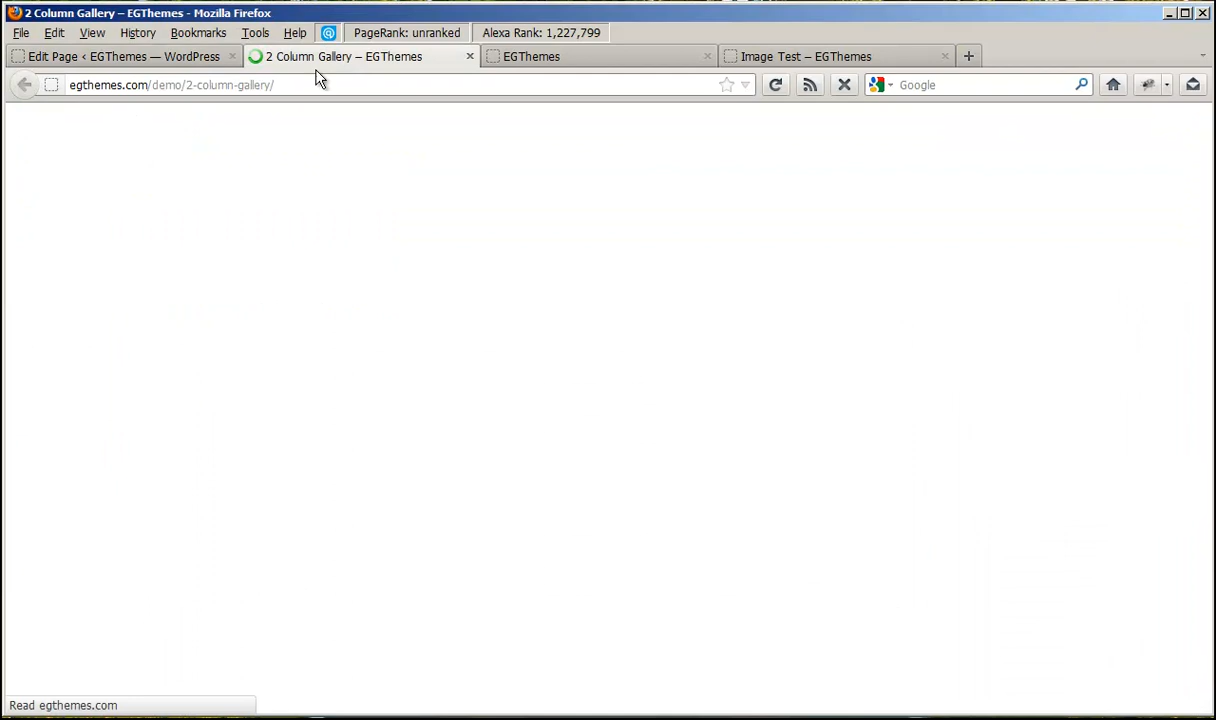 2 Column Gallery – EGThemes - Mozilla Firefox
File Edit View History Bookmarks Tools Help PageRank: unranked Alexa Rank: 1,227,799
Edit Page ‹ EGThemes — WordPress 2 Column Gallery – EGThemes EGThemes Image Test – EGThemes
egthemes.com/demo/2-column-gallery/ Google
Read egthemes.com